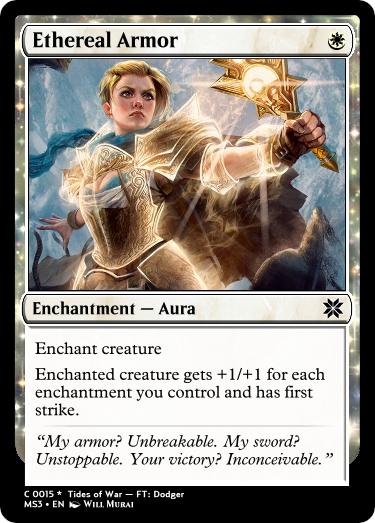 Ethereal Armor
Enchantment — Aura
Enchant creature
Enchanted creature gets +1/+1 for each
enchantment you control and has first
strike.
“My armor? Unbreakable. My sword?
Unstoppable. Your victory? Inconceivable.”
C 0015 * Tides of War — FT: Dodger
MS3 • EN Will Murai